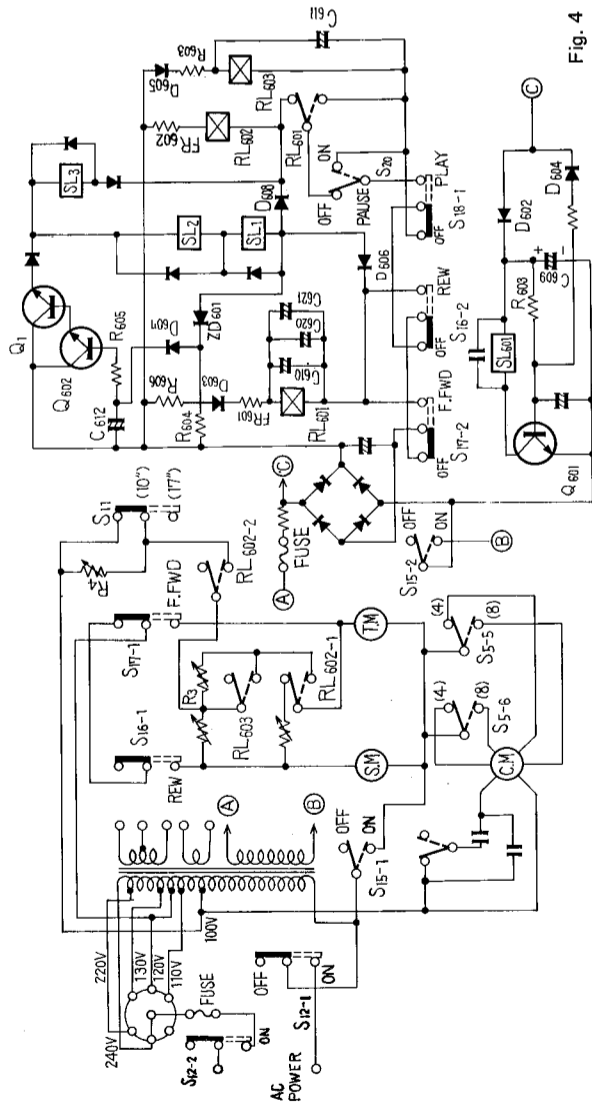 Fig. 4
Q1
Q602
SL3
R605
C612
D601
ZD601
R606
R604
D603
FR601
RL601
C610
C620
C621
SL2
SL1
D608
D606
D605
R603
FR602
RL602
RL603
C611
RL601
ON
OFF
PAUSE
S20
PLAY
OFF
S18-1
REW
OFF
S16-2
F.FWD
OFF
S17-2
S11
(10")
(17")
R4
S17-1
F.FWD
S16-1
REW
R3
RL602-2
RL602-1
RL603
A
FUSE
C
T.M
S.M
S15-2
OFF
ON
B
(4)
(8)
S5-5
(4)
(8)
S5-6
C.M
A
B
OFF
ON
S15-1
220V
130V
120V
110V
100V
240V
FUSE
S12-2
ON
OFF
ON
S12-1
AC
POWER
C
D602
D604
R603
C609
+
-
SL601
Q601